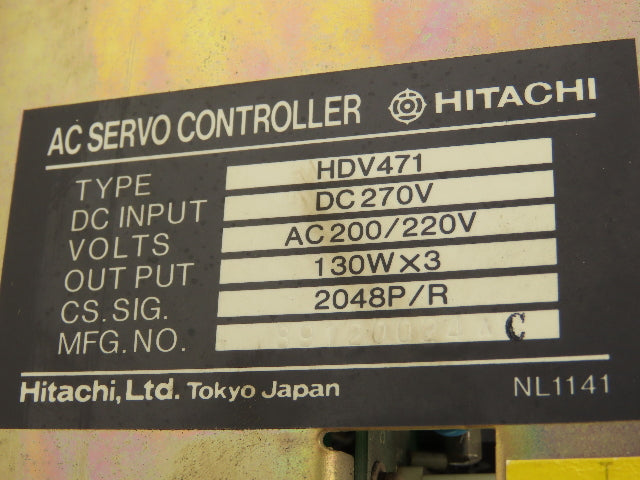 AC SERVO CONTROLLER HITACHI
TYPE HDV471
DC INPUT DC270V
VOLTS AC200/220V
OUT PUT 130W×3
CS. SIG. 2048P/R
MFG. NO. C
Hitachi, Ltd. Tokyo Japan NL1141